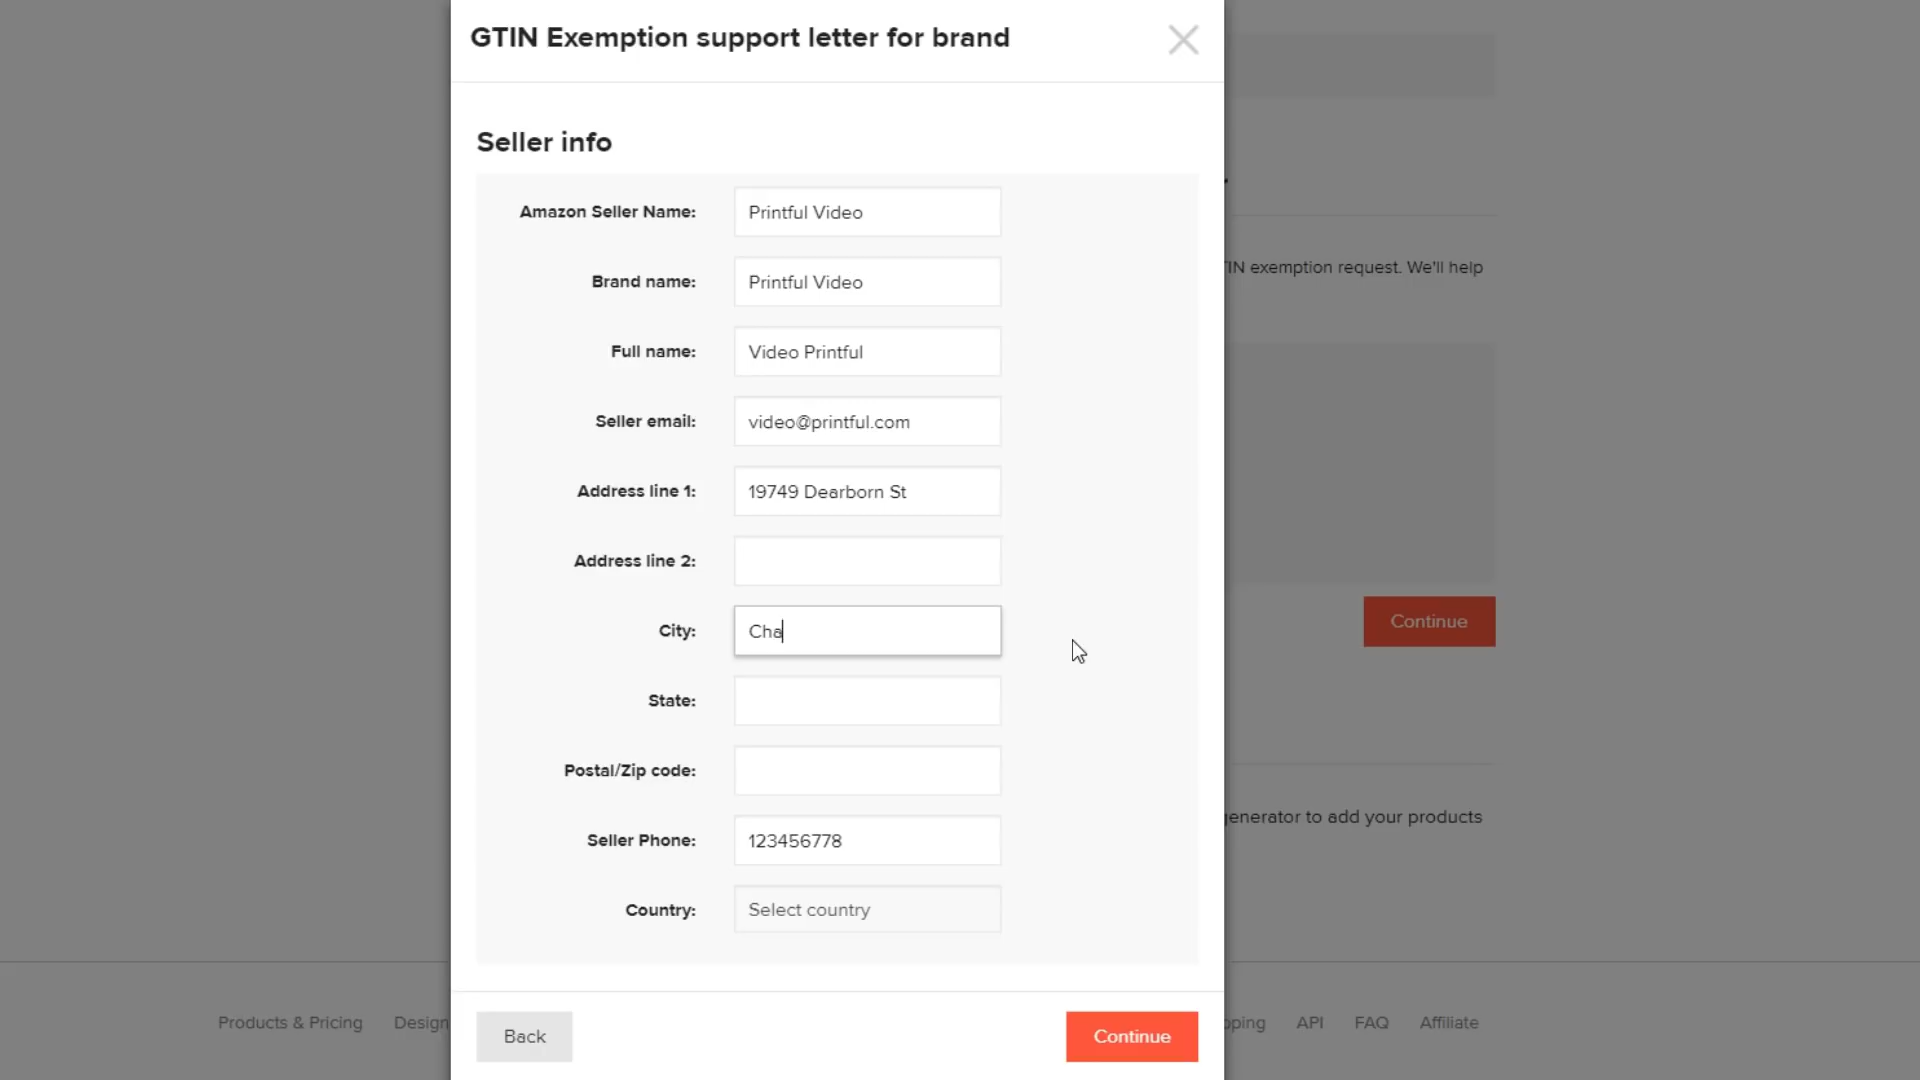 GTIN Exemption support letter for brand
Seller info
Amazon Seller Name: Printful Video
Brand name: Printful Video
Full name: Video Printful
Seller email: video@printful.com
Address line 1: 19749 Dearborn St
Address line 2:
City: Cha
State:
Postal/Zip code:
Seller Phone: 123456778
Country: Select country
Back Continue
exemption request. We'll help
Continue
to add your products
Products & Pricing Design API FAQ Affiliate